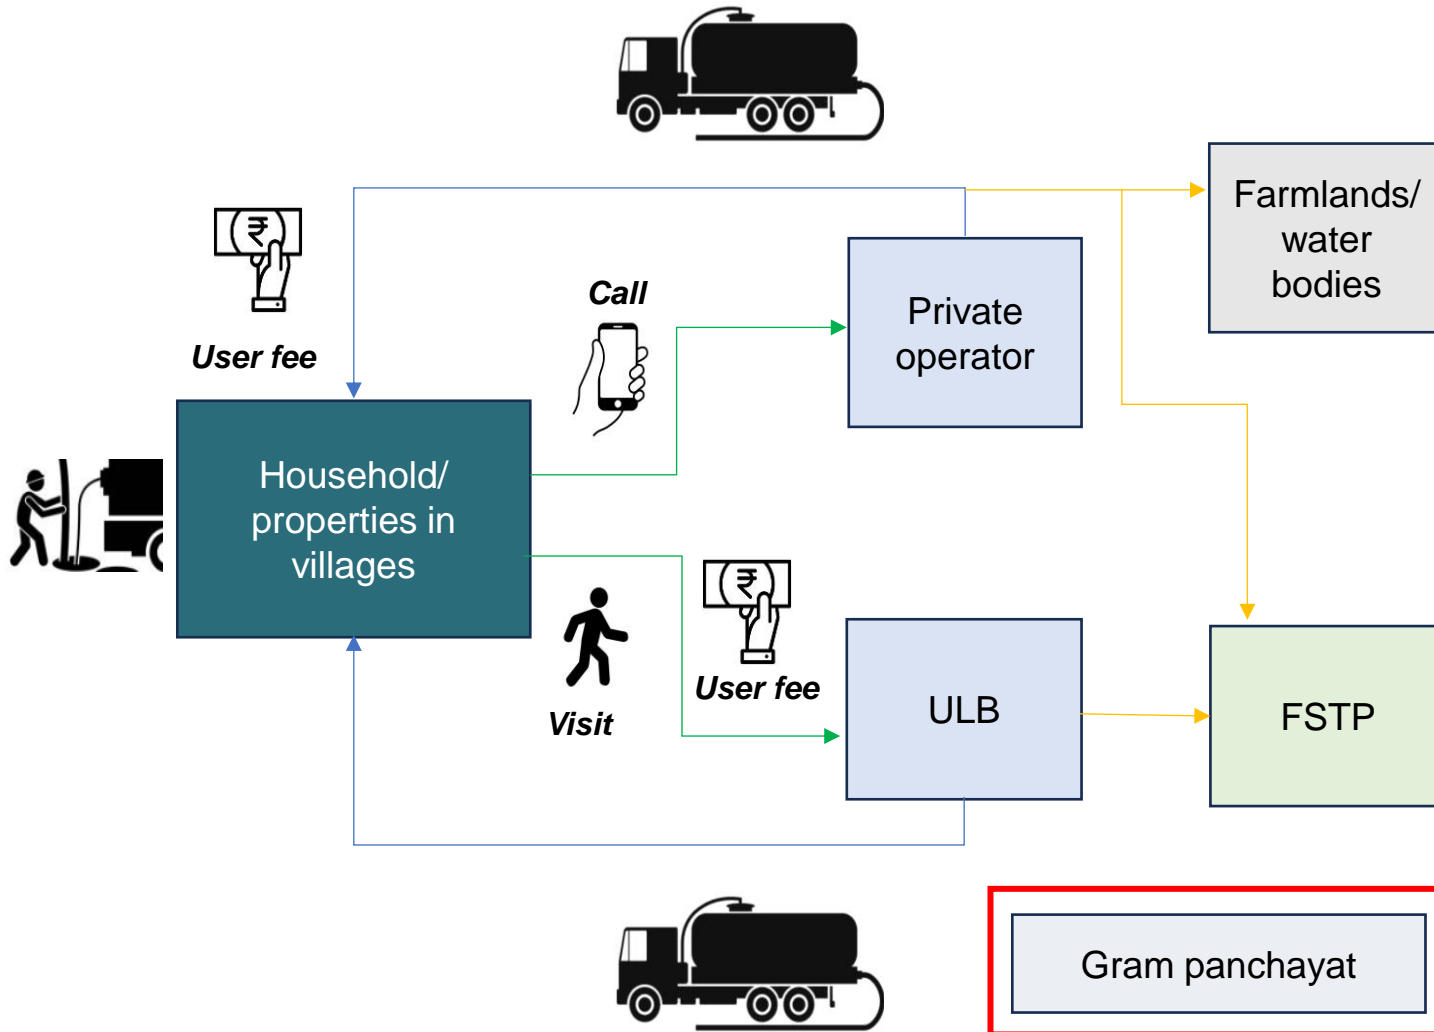 Farmlands/
water
bodies
₹
User fee
Call
Private
operator
Household/
properties in
villages
₹
User fee
Visit
ULB
FSTP
Gram panchayat